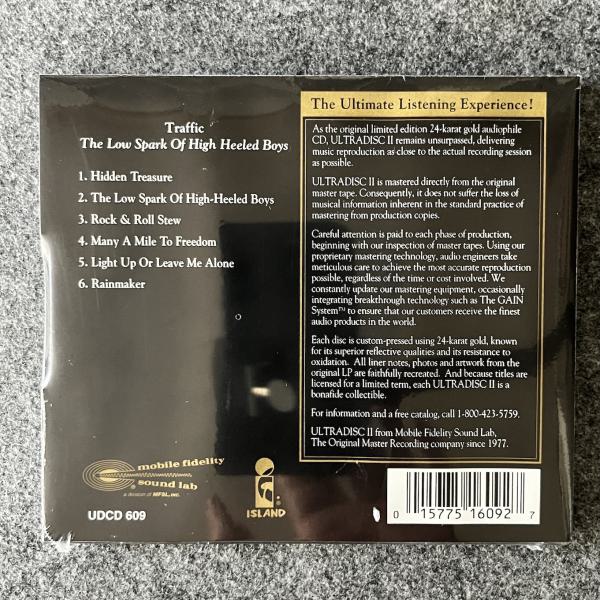 Traffic
The Low Spark Of High Heeled Boys
1. Hidden Treasure
2. The Low Spark Of High-Heeled Boys
3. Rock & Roll Stew
4. Many A Mile To Freedom
5. Light Up Or Leave Me Alone
6. Rainmaker
The Ultimate Listening Experience!
As the original limited edition 24-karat gold audiophile
CD, ULTRADISC II remains unsurpassed, delivering
music reproduction as close to the actual recording session
as possible.
ULTRADISC II is mastered directly from the original
master tape. Consequently, it does not suffer the loss of
musical information inherent in the standard practice of
mastering from production copies.
Careful attention is paid to each phase of production,
beginning with our inspection of master tapes. Using our
proprietary mastering technology, audio engineers take
meticulous care to achieve the most accurate reproduction
possible, regardless of the time or cost involved. We
constantly update our mastering equipment, occasionally
integrating breakthrough technology such as The GAIN
System™ to ensure that our customers receive the finest
audio products in the world.
Each disc is custom-pressed using 24-karat gold, known
for its superior reflective qualities and its resistance to
oxidation. All liner notes, photos and artwork from the
original LP are faithfully recreated. And because titles are
licensed for a limited term, each ULTRADISC II is a
bonafide collectible.
For information and a free catalog, call 1-800-423-5759.
ULTRADISC II from Mobile Fidelity Sound Lab,
The Original Master Recording company since 1977.
mobile fidelity
sound lab
a division of MFSL, INC.
UDCD 609
ISLAND
0 15775 16092 7